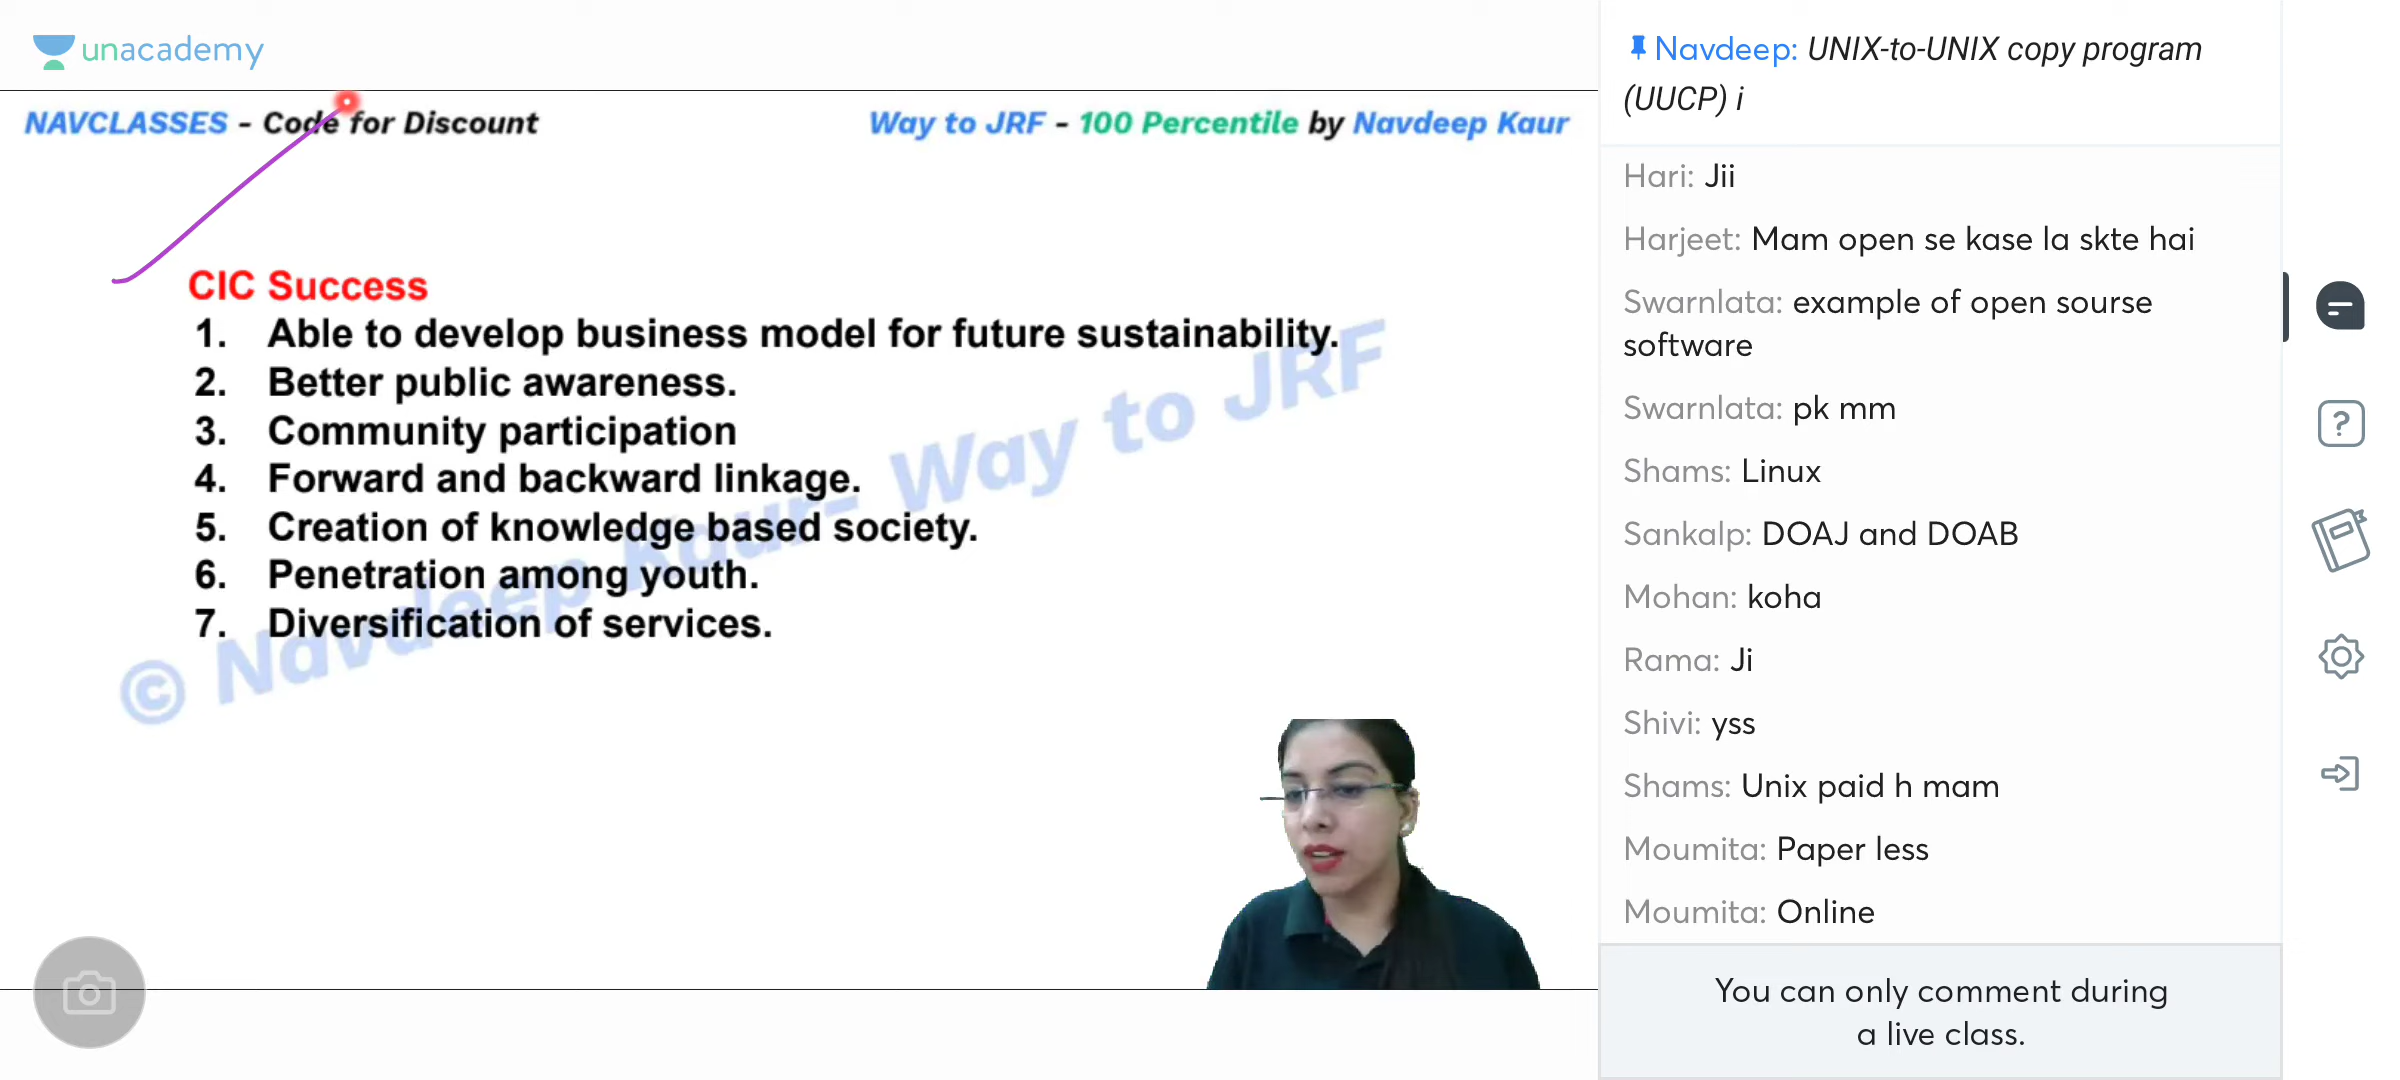 unacademy
NAVCLASSES - Code for Discount
Way to JRF - 100 Percentile by Navdeep Kaur
CIC Success
1. Able to develop business model for future sustainability.
2. Better public awareness.
3. Community participation
4. Forward and backward linkage.
5. Creation of knowledge based society.
6. Penetration among youth.
7. Diversification of services.
© Navdeep Kaur- Way to JRF
Navdeep: UNIX-to-UNIX copy program
(UUCP) i
Hari: Jii
Harjeet: Mam open se kase la skte hai
Swarnlata: example of open sourse
software
Swarnlata: pk mm
Shams: Linux
Sankalp: DOAJ and DOAB
Mohan: koha
Rama: Ji
Shivi: yss
Shams: Unix paid h mam
Moumita: Paper less
Moumita: Online
You can only comment during
a live class.
?